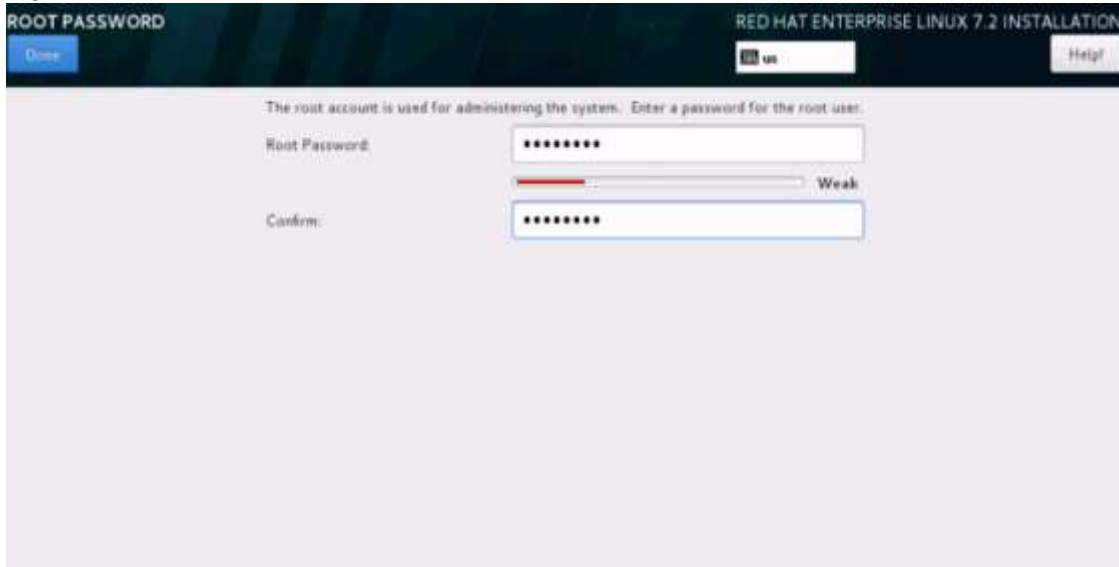 ROOT PASSWORD
RED HAT ENTERPRISE LINUX 7.2 INSTALLATION
Done
us
Help!
The root account is used for administering the system. Enter a password for the root user.
Root Password:
••••••••
Weak
Confirm:
••••••••